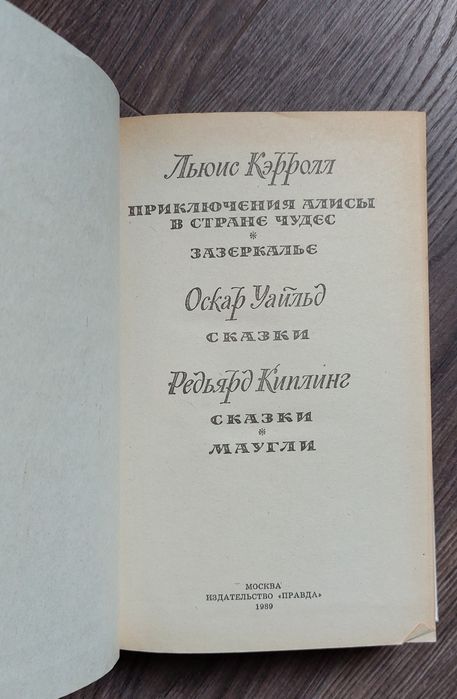 Льюис Кэрролл
ПРИКЛЮЧЕНИЯ АЛИСЫ
В СТРАНЕ ЧУДЕС
*
ЗАЗЕРКАЛЬЕ
Оскар Уайльд
СКАЗКИ
Редьярд Киплинг
СКАЗКИ
*
МАУГЛИ
МОСКВА
ИЗДАТЕЛЬСТВО «ПРАВДА»
1989